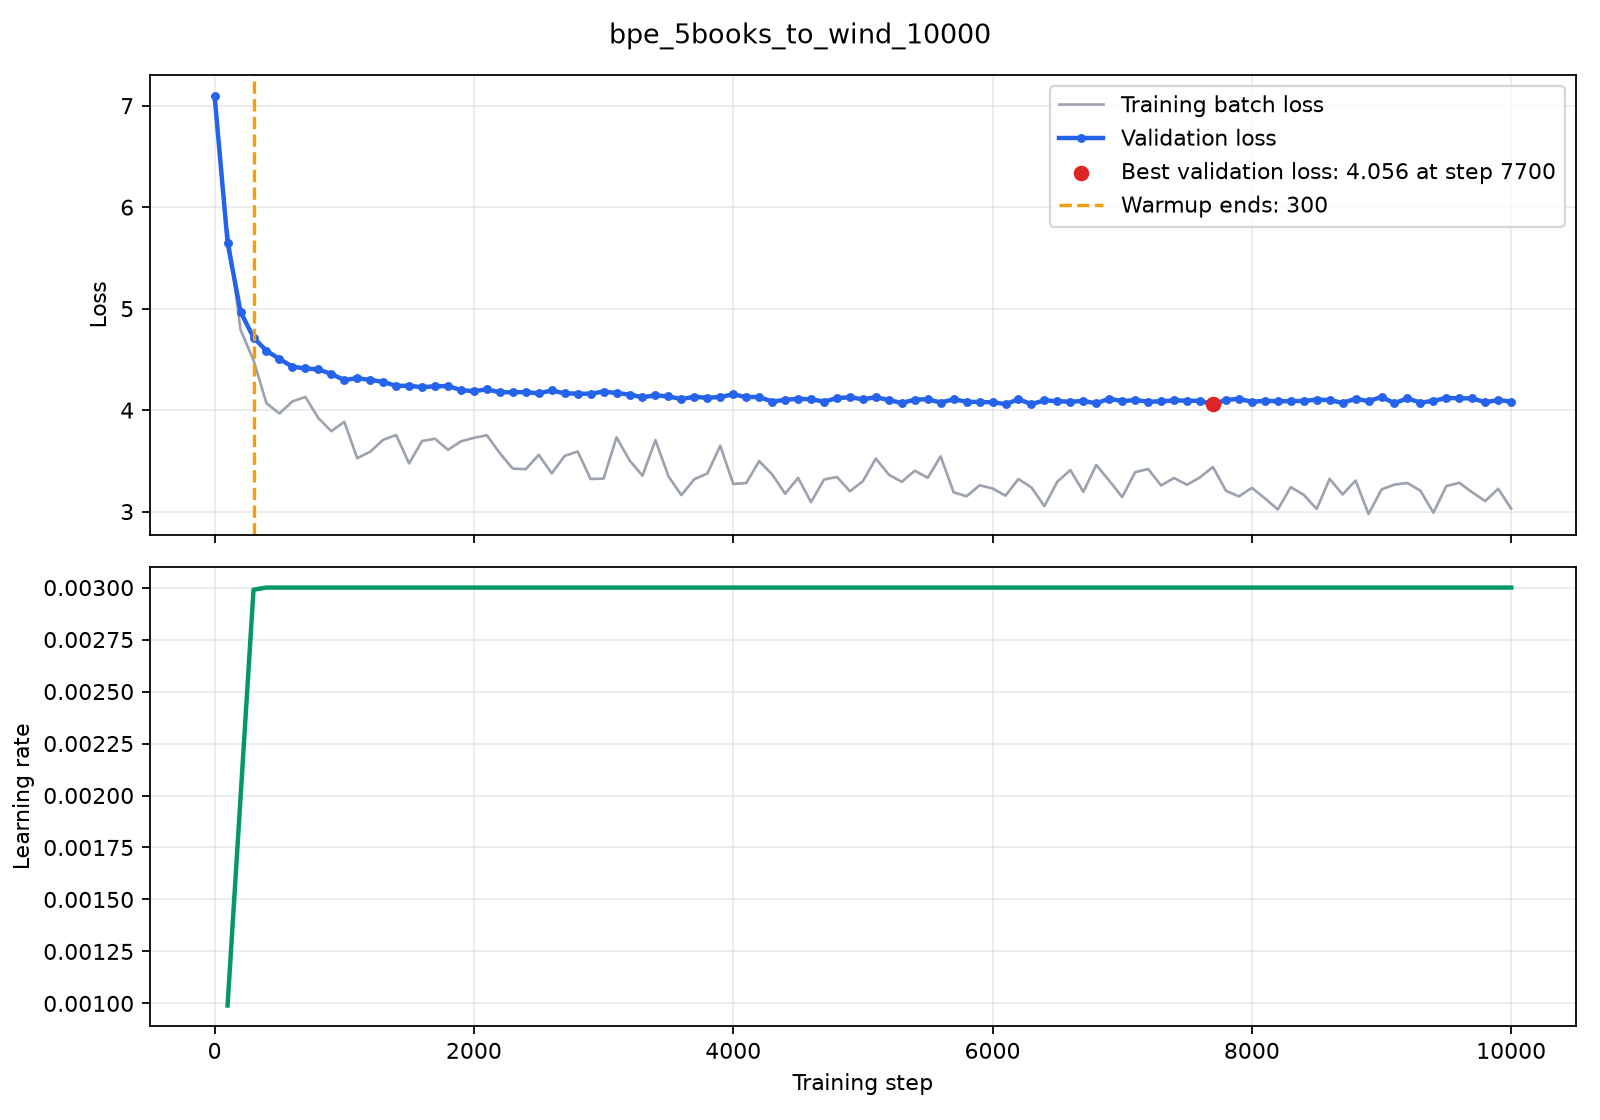 bpe_5books_to_wind_10000
Training batch loss
Validation loss
Best validation loss: 4.056 at step 7700
Warmup ends: 300
Loss
7
6
5
4
3
Learning rate
0.00300
0.00275
0.00250
0.00225
0.00200
0.00175
0.00150
0.00125
0.00100
0 2000 4000 6000 8000 10000
Training step